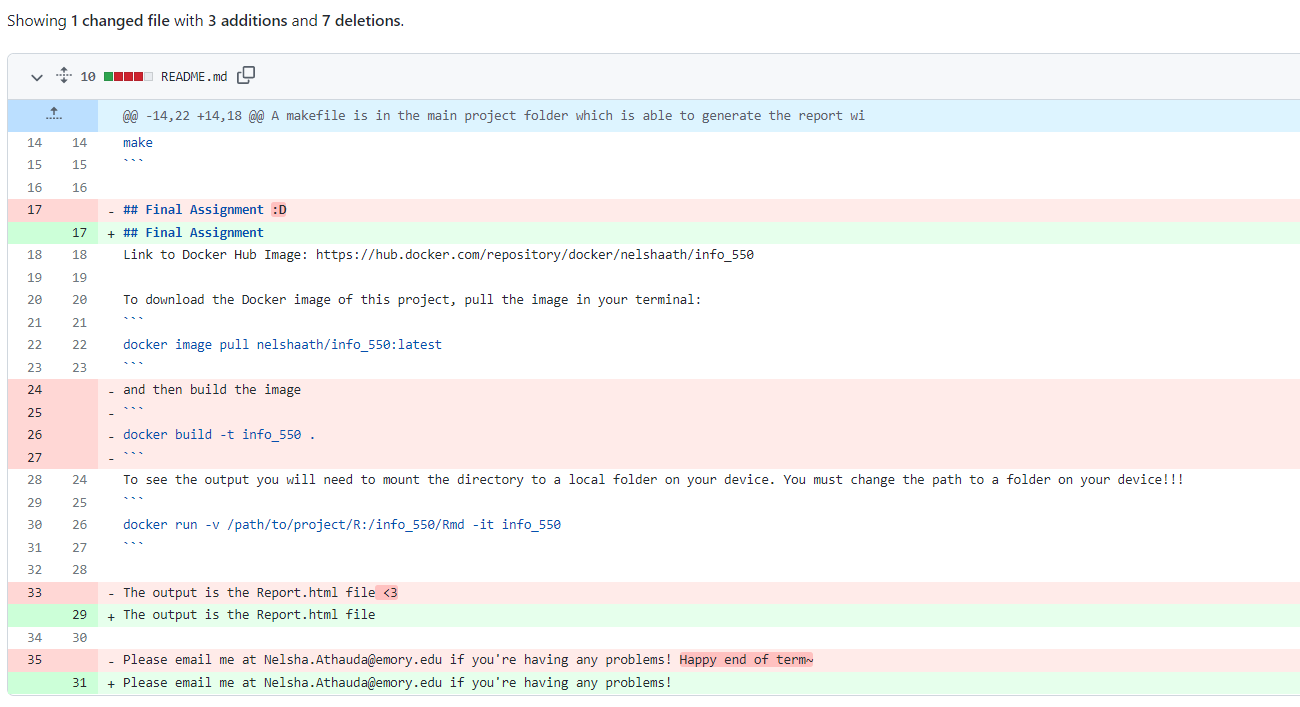 Showing 1 changed file with 3 additions and 7 deletions.
10 README.md
@@ -14,22 +14,18 @@ A makefile is in the main project folder which is able to generate the report wi
14 14 make
15 15 ```
16 16
17 - ## Final Assignment :D
17 + ## Final Assignment
18 18 Link to Docker Hub Image: https://hub.docker.com/repository/docker/nelshaath/info_550
19 19
20 20 To download the Docker image of this project, pull the image in your terminal:
21 21 ```
22 22 docker image pull nelshaath/info_550:latest
23 23 ```
24 - and then build the image
25 - ```
26 - docker build -t info_550 .
27 - ```
28 24 To see the output you will need to mount the directory to a local folder on your device. You must change the path to a folder on your device!!!
29 25 ```
30 26 docker run -v /path/to/project/R:/info_550/Rmd -it info_550
31 27 ```
32 28
33 - The output is the Report.html file <3
29 + The output is the Report.html file
34 30
35 - Please email me at Nelsha.Athauda@emory.edu if you're having any problems! Happy end of term~
31 + Please email me at Nelsha.Athauda@emory.edu if you're having any problems!